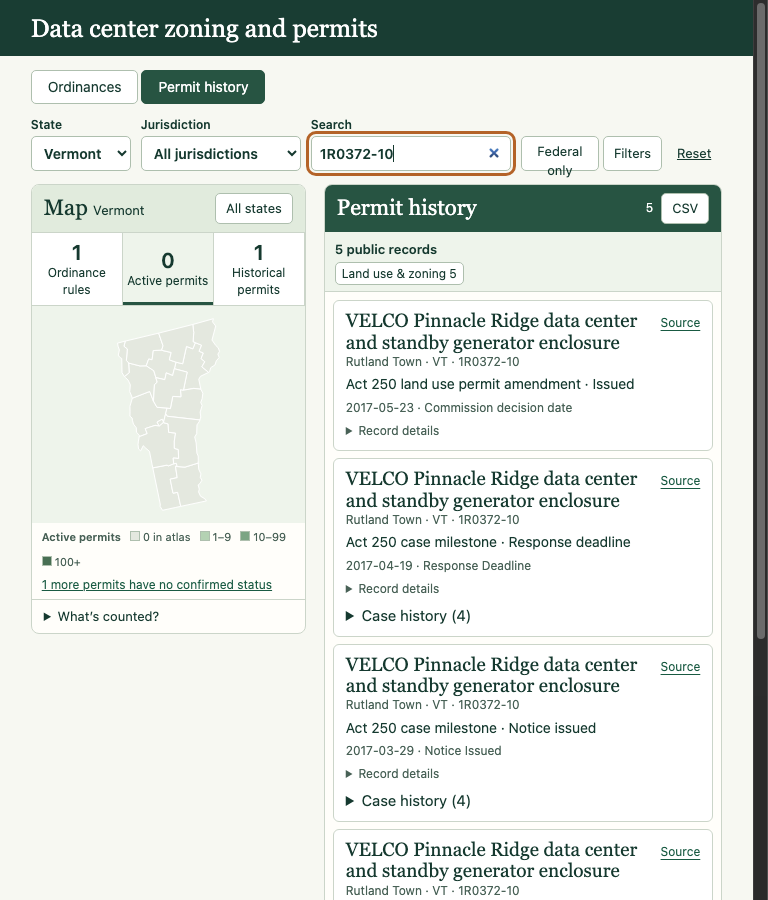 Data center zoning and permits
Ordinances
Permit history
State
Jurisdiction
Search
Vermont
All jurisdictions
1R0372-10
Federal
only
Filters
Reset
Map Vermont
All states
1
Ordinance
rules
0
Active permits
1
Historical
permits
Active permits 0 in atlas 1–9 10–99
100+
1 more permits have no confirmed status
What's counted?
Permit history
5
CSV
5 public records
Land use & zoning 5
VELCO Pinnacle Ridge data center
and standby generator enclosure
Source
Rutland Town · VT · 1R0372-10
Act 250 land use permit amendment · Issued
2017-05-23 · Commission decision date
Record details
VELCO Pinnacle Ridge data center
and standby generator enclosure
Source
Rutland Town · VT · 1R0372-10
Act 250 case milestone · Response deadline
2017-04-19 · Response Deadline
Record details
Case history (4)
VELCO Pinnacle Ridge data center
and standby generator enclosure
Source
Rutland Town · VT · 1R0372-10
Act 250 case milestone · Notice issued
2017-03-29 · Notice Issued
Record details
Case history (4)
VELCO Pinnacle Ridge data center
and standby generator enclosure
Source
Rutland Town · VT · 1R0372-10